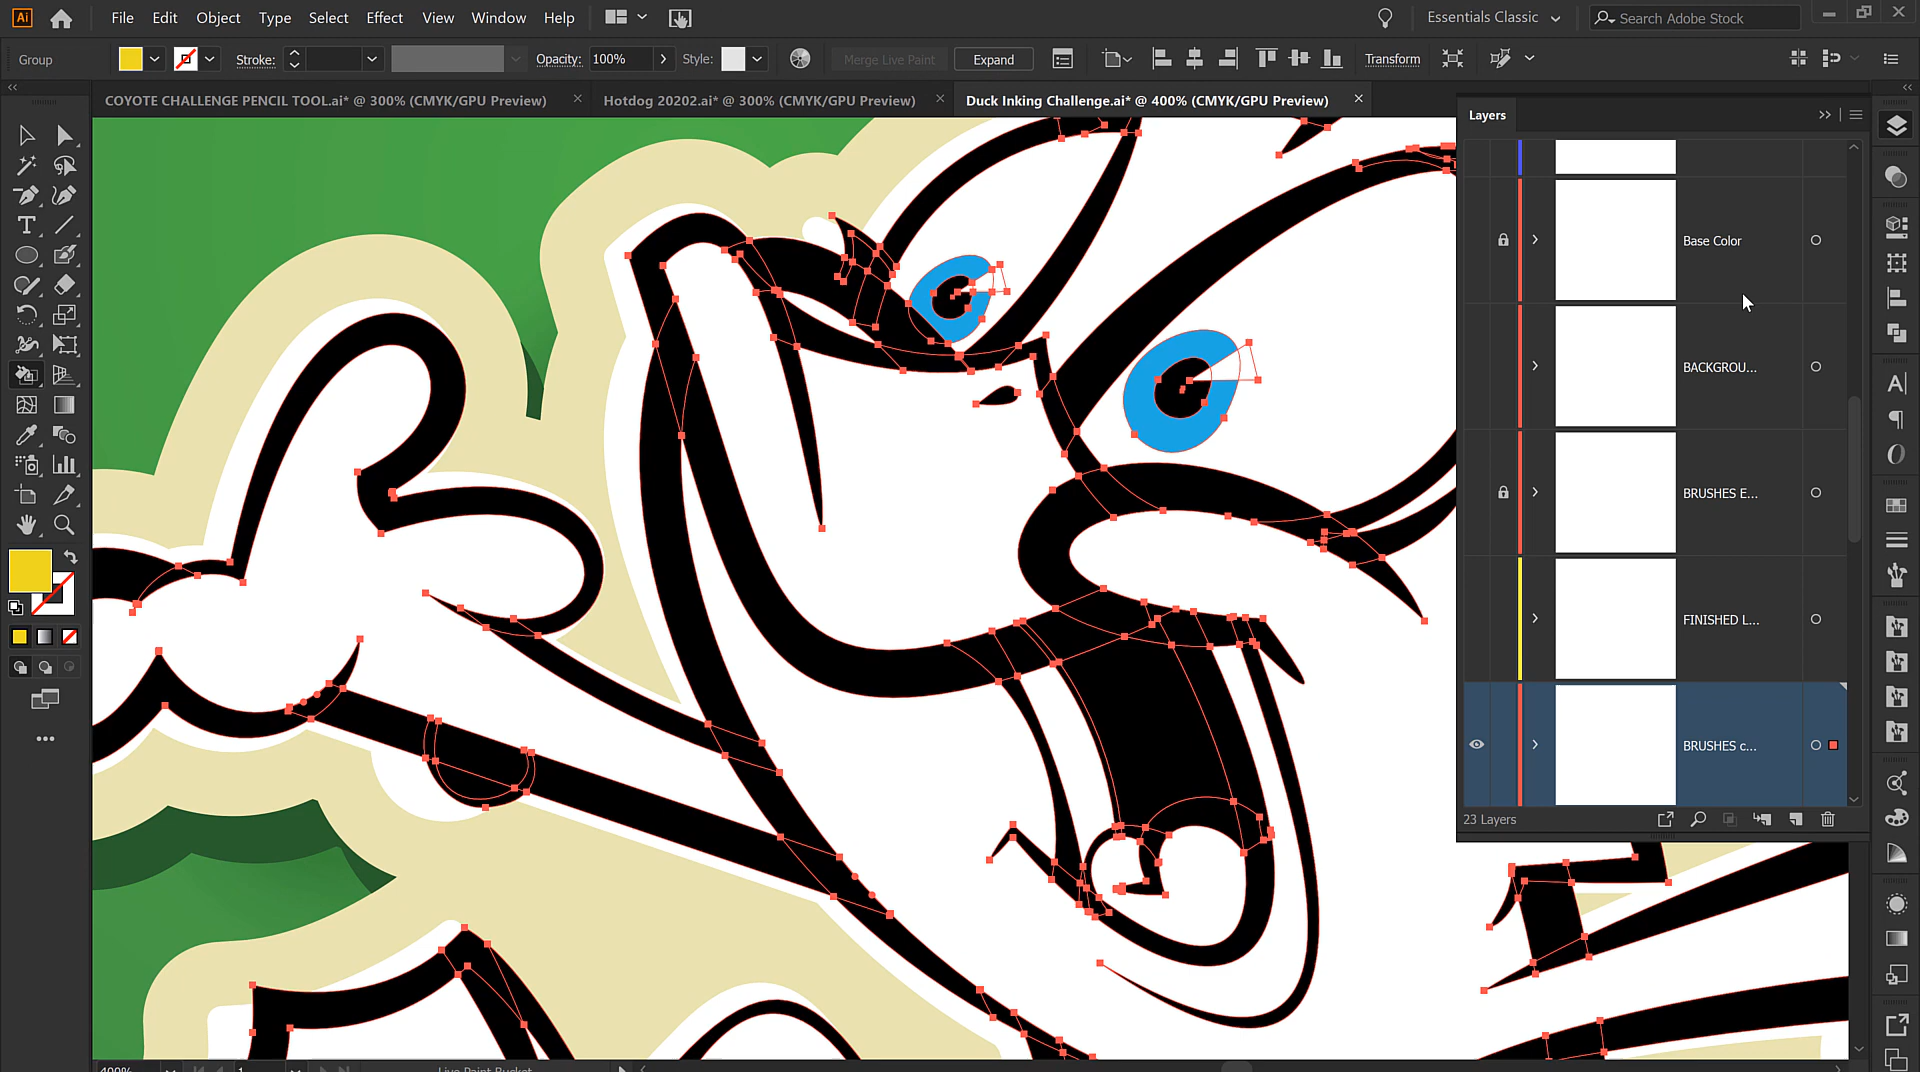 Ai File Edit Object Type Select Effect View Window Help Essentials Classic Search Adobe Stock
Group Stroke: Opacity: 100% Style: Merge Live Paint Expand Transform
COYOTE CHALLENGE PENCIL TOOL.ai* @ 300% (CMYK/GPU Preview) Hotdog 20202.ai* @ 300% (CMYK/GPU Preview) Duck Inking Challenge.ai* @ 400% (CMYK/GPU Preview)
Layers
Base Color
BACKGROU...
BRUSHES E...
FINISHED L...
BRUSHES c...
23 Layers
400% 1 Live Paint Bucket